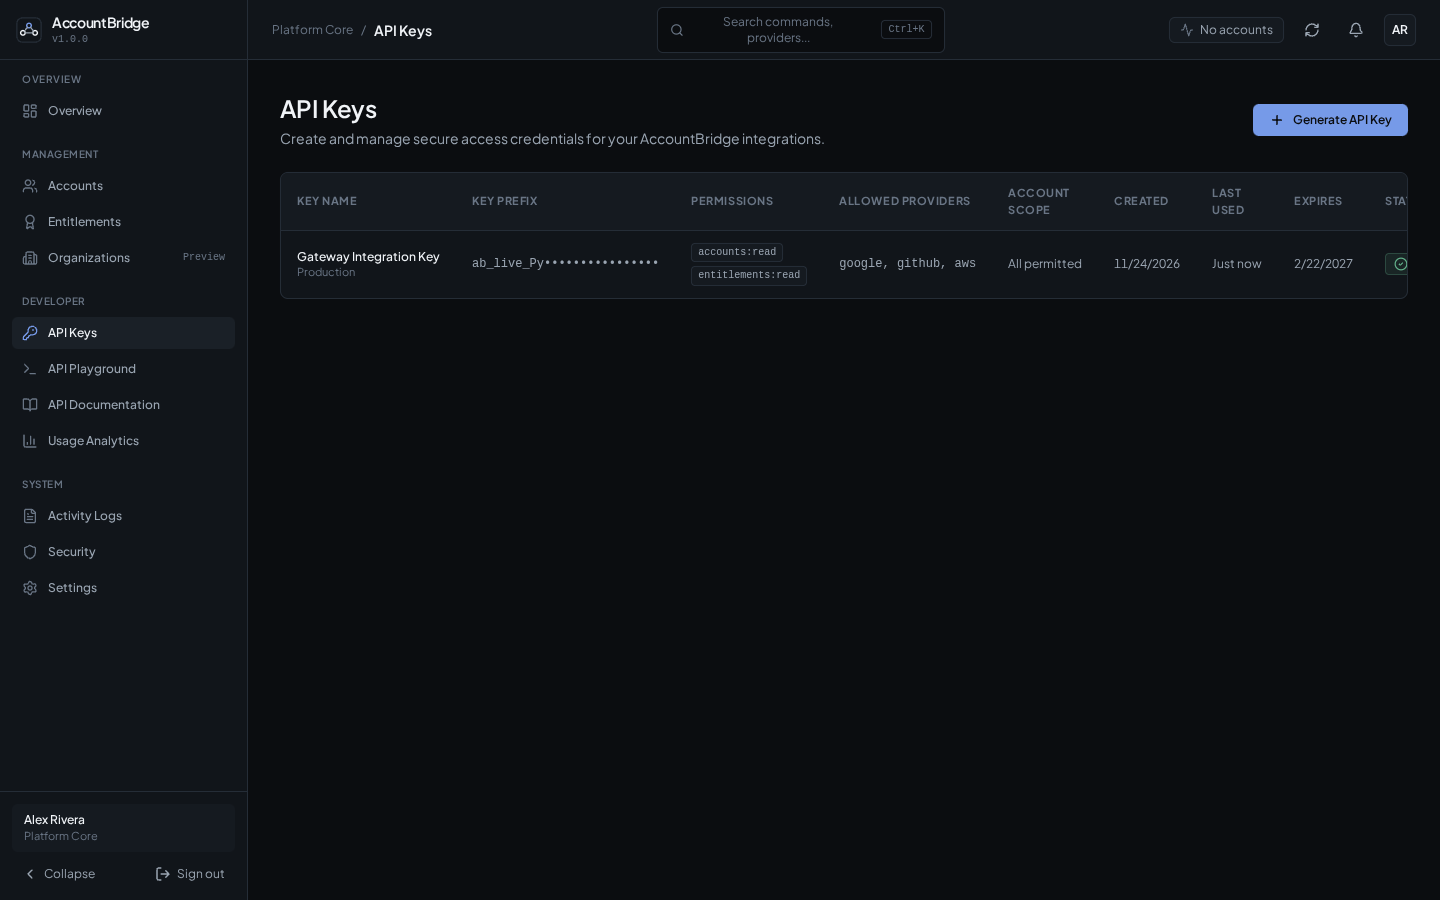 AccountBridge
v1.0.0
Platform Core / API Keys
Search commands,
providers...
Ctrl+K
No accounts
AR
OVERVIEW
Overview
MANAGEMENT
Accounts
Entitlements
Organizations Preview
DEVELOPER
API Keys
API Playground
API Documentation
Usage Analytics
SYSTEM
Activity Logs
Security
Settings
Alex Rivera
Platform Core
Collapse
Sign out
API Keys
Create and manage secure access credentials for your AccountBridge integrations.
Generate API Key
KEY NAME
KEY PREFIX
PERMISSIONS
ALLOWED PROVIDERS
ACCOUNT
SCOPE
CREATED
LAST
USED
EXPIRES
Gateway Integration Key
Production
ab_live_Py••••••••••••••••
accounts:read
entitlements:read
google, github, aws
All permitted
11/24/2026
Just now
2/22/2027